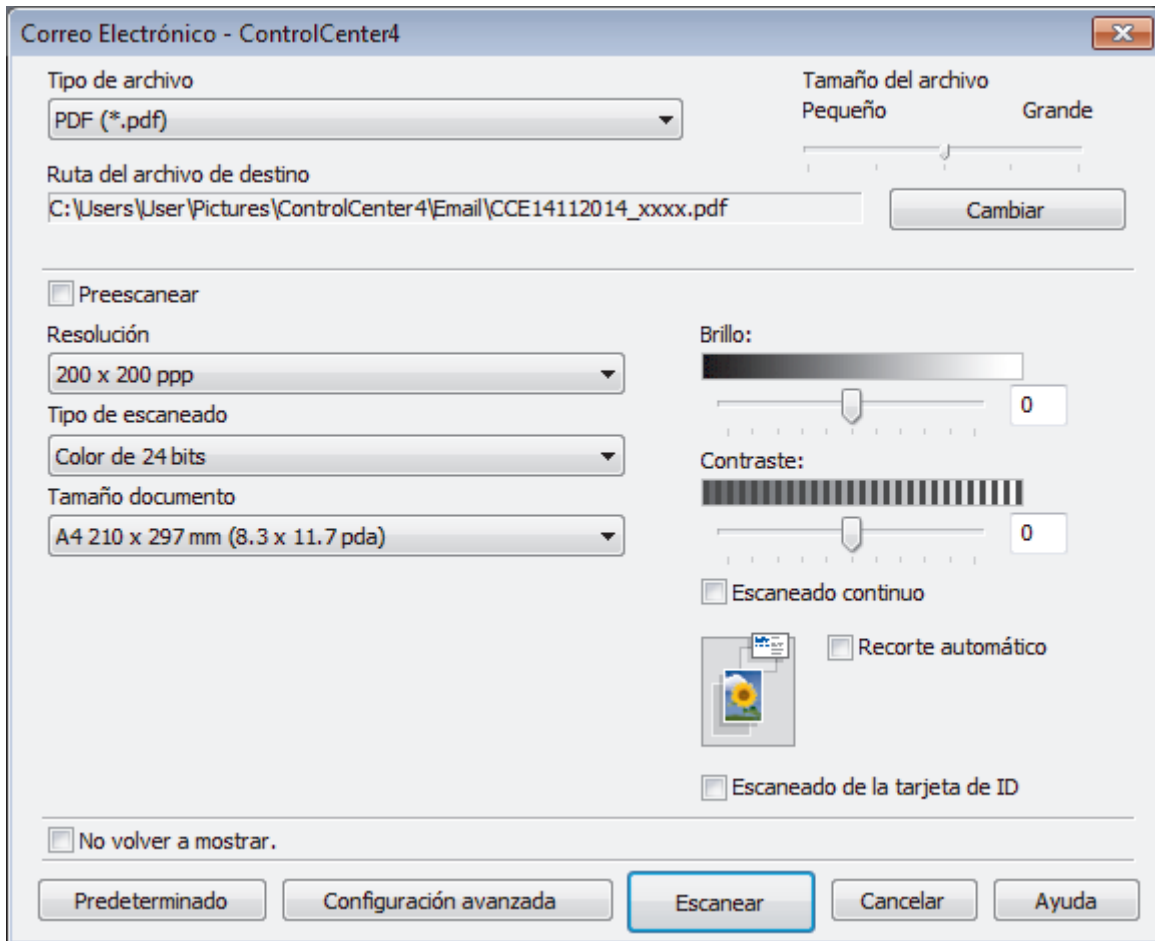 Correo Electrónico - ControlCenter4
Tipo de archivo
PDF (*.pdf)
Tamaño del archivo
Pequeño Grande
Ruta del archivo de destino
C:\Users\User\Pictures\ControlCenter4\Email\CCE14112014_xxxx.pdf
Cambiar
Preescanear
Resolución
200 x 200 ppp
Tipo de escaneado
Color de 24 bits
Tamaño documento
A4 210 x 297 mm (8.3 x 11.7 pda)
Brillo:
0
Contraste:
0
Escaneado continuo
Recorte automático
Escaneado de la tarjeta de ID
No volver a mostrar.
Predeterminado
Configuración avanzada
Escanear
Cancelar
Ayuda